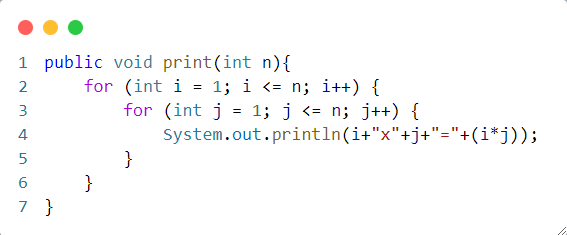 1 public void print(int n){
2     for (int i = 1; i <= n; i++) {
3         for (int j = 1; j <= n; j++) {
4             System.out.println(i+"x"+j+"="+(i*j));
5         }
6     }
7 }